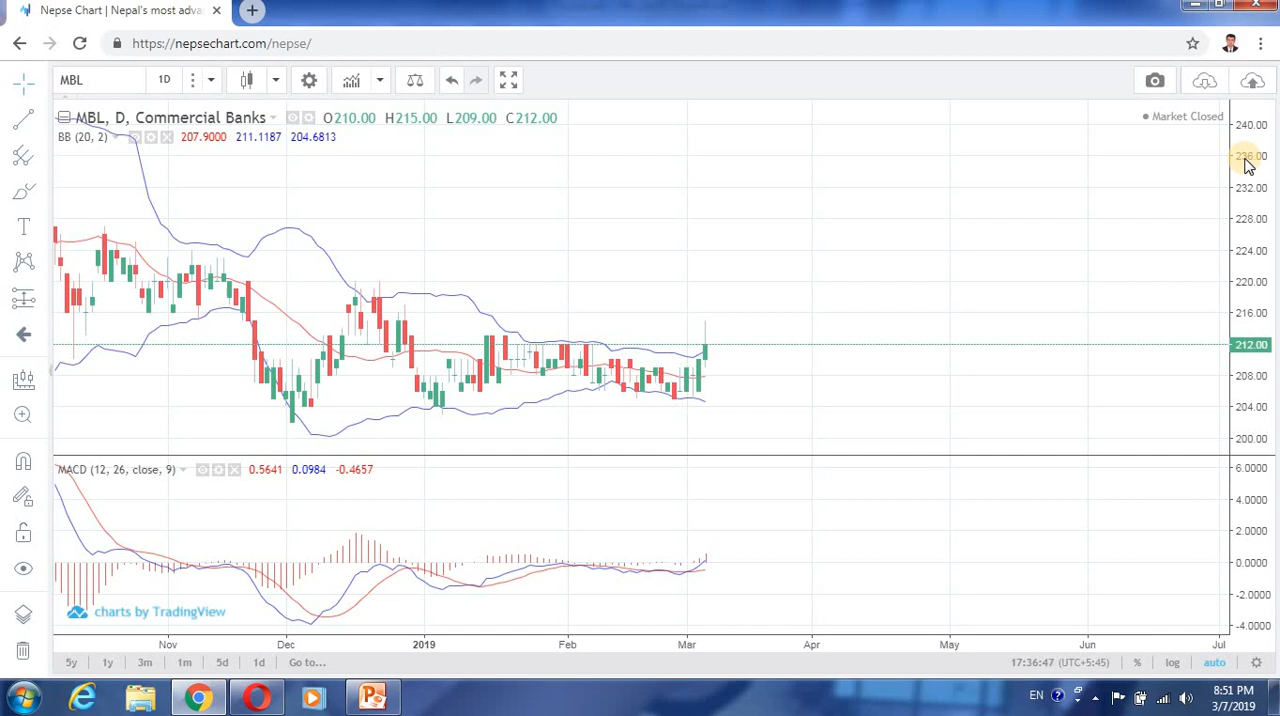 Nepse Chart | Nepal's most adva
https://nepsechart.com/nepse/
MBL 1D
MBL, D, Commercial Banks O210.00 H215.00 L209.00 C212.00
Market Closed
BB (20, 2) 207.9000 211.1187 204.6813
240.00
236.00
232.00
228.00
224.00
220.00
216.00
212.00
208.00
204.00
200.00
MACD (12, 26, close, 9) 0.5641 0.0984 -0.4657
6.0000
4.0000
2.0000
0.0000
-2.0000
-4.0000
charts by TradingView
Nov Dec 2019 Feb Mar Apr May Jun Jul
5y 1y 3m 1m 5d 1d Go to... 17:36:47 (UTC+5:45) % log auto
EN 8:51 PM
3/7/2019